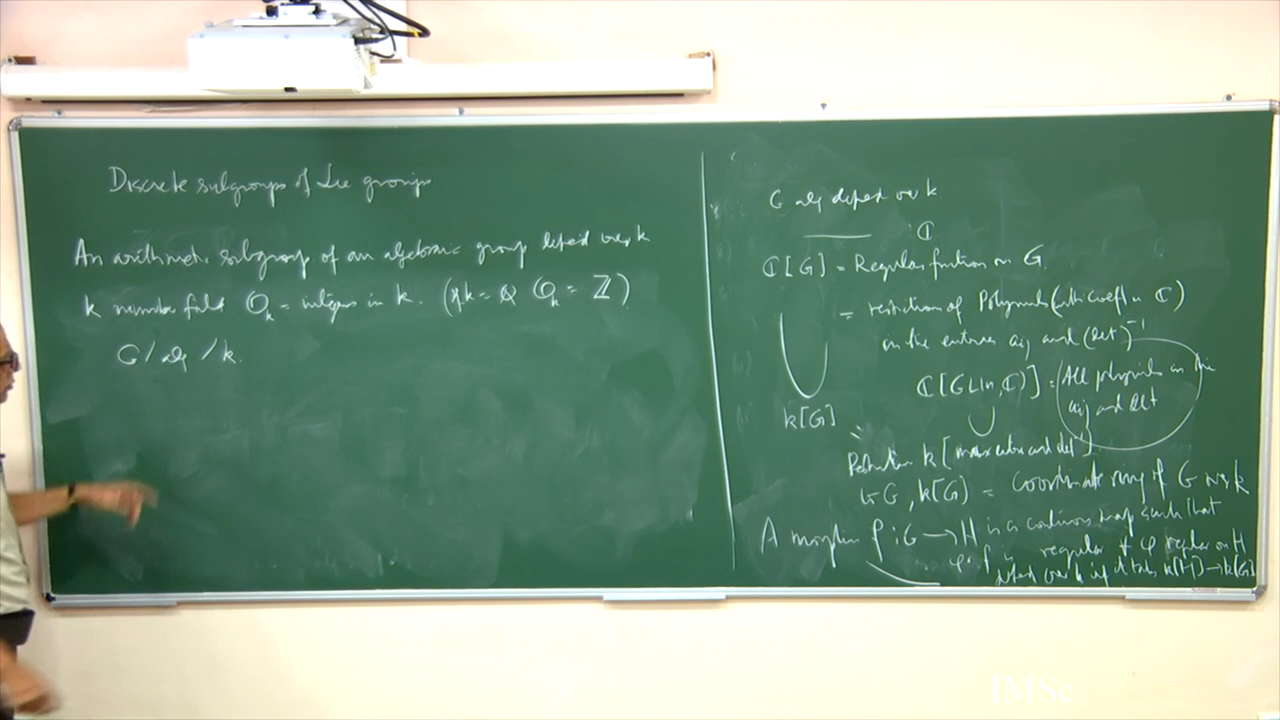 Discrete subgroups of Lie groups
An arithmetic subgroup of an algebraic group defined over k
k number field O_k = integers in k. (if k = Q O_k = ℤ)
G / alg / k.
G alg defined over k
ℂ
ℂ[G] = Regular function on G
= restriction of Polynomials (with coeff in ℂ)
in the entries a_ij and (det)^-1
ℂ[GL(n, ℂ)] = (All polynomials in the
a_ij and det
∪
k[G]
Restriction k[matrix entries and det^-1]
to G, k[G] = coordinate ring of G over k
A morphism ρ : G → H is a continuous map such that
φ∘ρ is regular ∀ φ regular on H
defined over k if it takes k[H] → k[G]
IMSc